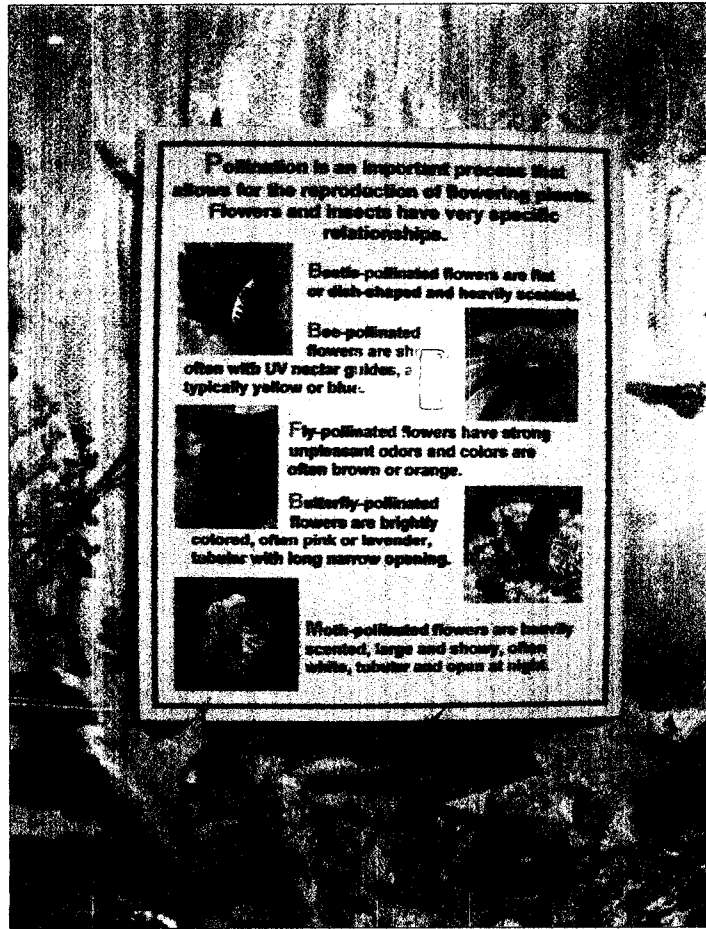 Pollination is an important process that
allows for the reproduction of flowering plants.
Flowers and insects have very specific
relationships.
Beetle-pollinated flowers are flat
or dish-shaped and heavily scented.
Bee-pollinated
flowers are
often with UV nectar guides,
typically yellow or blue.
Fly-pollinated flowers have strong
unpleasant odors and colors are
often brown or orange.
Butterfly-pollinated
flowers are brightly
colored, often pink or lavender,
tubular with long narrow opening.
Moth-pollinated flowers are heavily
scented, large and showy, often
white, tubular and open at night.